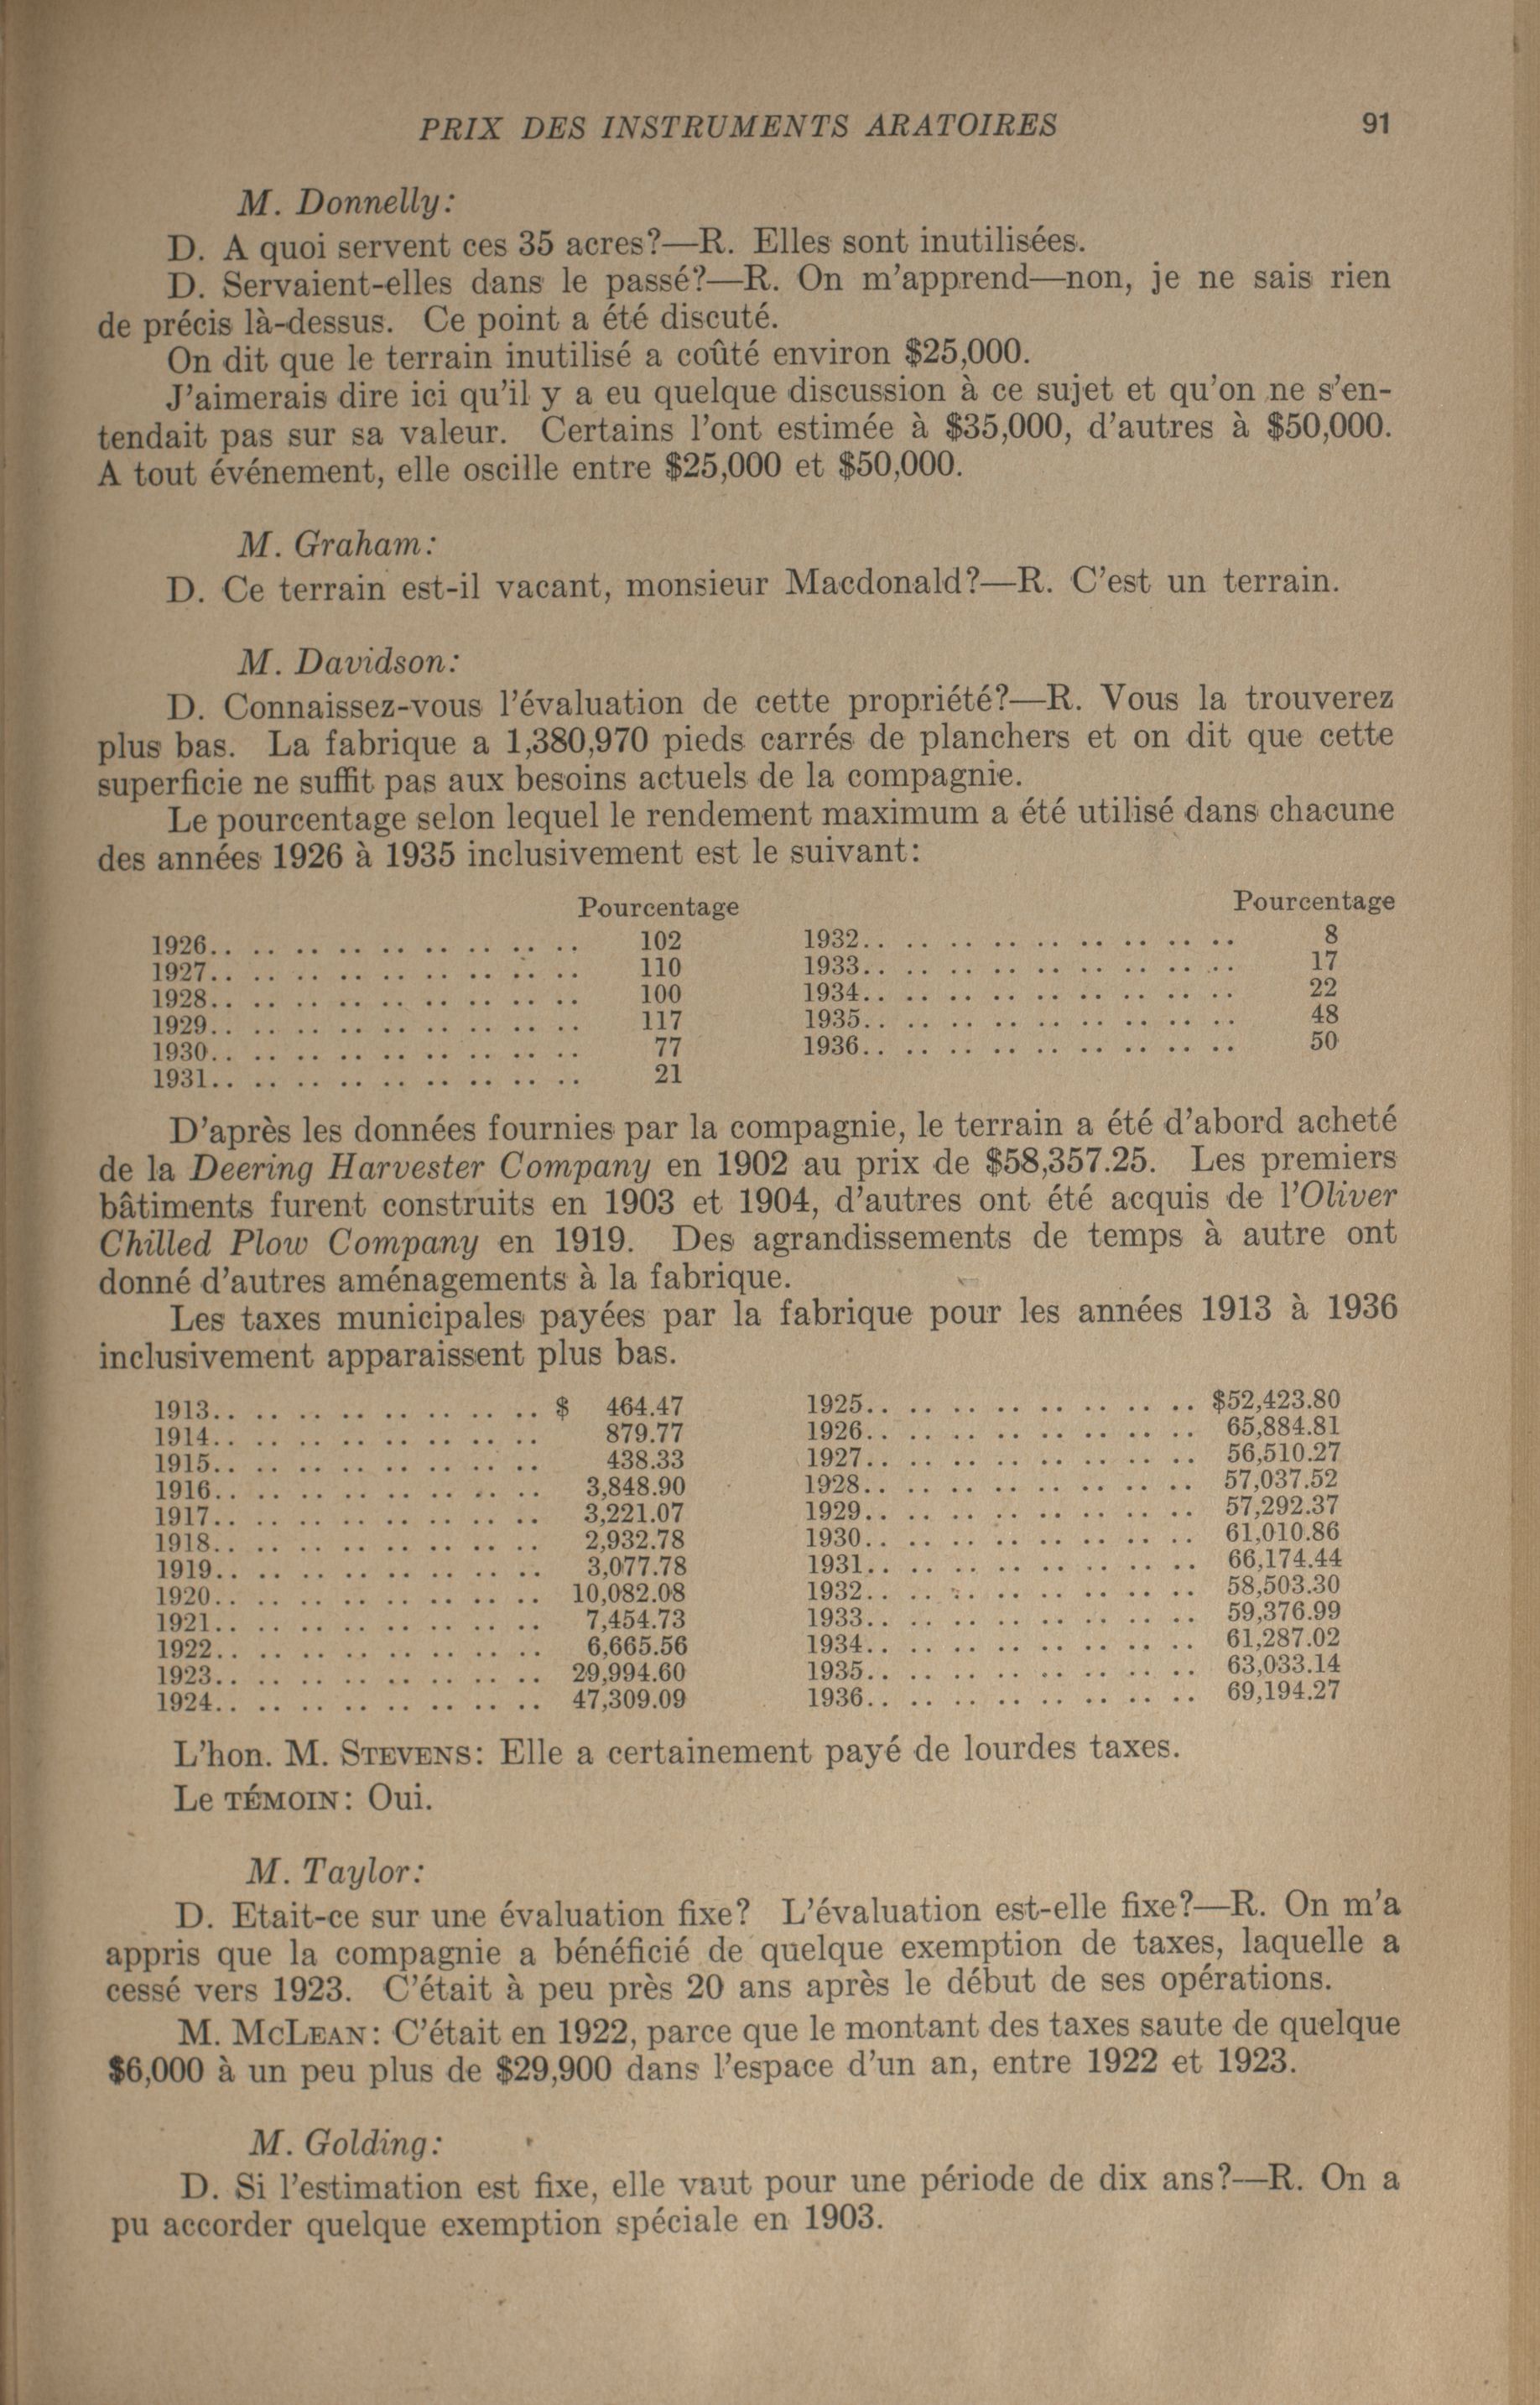 PRIX DES INSTRUMENTS ARATOIRES 91
M. Donnelly:
D. A quoi servent ces 35 acres?—R. Elles sont inutilisées.
D. Servaient-elles dans le passé?—R. On m'apprend—non, je ne sais rien
de précis là-dessus. Ce point a été discuté.
On dit que le terrain inutilisé a coûté environ $25,000.
J'aimerais dire ici qu'il y a eu quelque discussion à ce sujet et qu'on ne s'en-
tendait pas sur sa valeur. Certains l'ont estimée à $35,000, d'autres à $50,000.
A tout événement, elle oscille entre $25,000 et $50,000.
M. Graham:
D. Ce terrain est-il vacant, monsieur Macdonald?—R. C'est un terrain.
M. Davidson:
D. Connaissez-vous l'évaluation de cette propriété?—R. Vous la trouverez
plus bas. La fabrique a 1,380,970 pieds carrés de planchers et on dit que cette
superficie ne suffit pas aux besoins actuels de la compagnie.
Le pourcentage selon lequel le rendement maximum a été utilisé dans chacune
des années 1926 à 1935 inclusivement est le suivant:
Pourcentage Pourcentage
1926.. .. .. .. .. .. .. .. .. 102 1932.. .. .. .. .. .. .. .. .. 8
1927.. .. .. .. .. .. .. .. .. 110 1933.. .. .. .. .. .. .. .. .. 17
1928.. .. .. .. .. .. .. .. .. 100 1934.. .. .. .. .. .. .. .. .. 22
1929.. .. .. .. .. .. .. .. .. 117 1935.. .. .. .. .. .. .. .. .. 48
1930.. .. .. .. .. .. .. .. .. 77 1936.. .. .. .. .. .. .. .. .. 50
1931.. .. .. .. .. .. .. .. .. 21
D'après les données fournies par la compagnie, le terrain a été d'abord acheté
de la Deering Harvester Company en 1902 au prix de $58,357.25. Les premiers
bâtiments furent construits en 1903 et 1904, d'autres ont été acquis de l'Oliver
Chilled Plow Company en 1919. Des agrandissements de temps à autre ont
donné d'autres aménagements à la fabrique.
Les taxes municipales payées par la fabrique pour les années 1913 à 1936
inclusivement apparaissent plus bas.
1913.. .. .. .. .. .. .. .. $ 464.47 1925.. .. .. .. .. .. .. .. $52,423.80
1914.. .. .. .. .. .. .. .. 879.77 1926.. .. .. .. .. .. .. .. 65,884.81
1915.. .. .. .. .. .. .. .. 438.33 1927.. .. .. .. .. .. .. .. 56,510.27
1916.. .. .. .. .. .. .. .. 3,848.90 1928.. .. .. .. .. .. .. .. 57,037.52
1917.. .. .. .. .. .. .. .. 3,221.07 1929.. .. .. .. .. .. .. .. 57,292.37
1918.. .. .. .. .. .. .. .. 2,932.78 1930.. .. .. .. .. .. .. .. 61,010.86
1919.. .. .. .. .. .. .. .. 3,077.78 1931.. .. .. .. .. .. .. .. 66,174.44
1920.. .. .. .. .. .. .. .. 10,082.08 1932.. .. .. .. .. .. .. .. 58,503.30
1921.. .. .. .. .. .. .. .. 7,454.73 1933.. .. .. .. .. .. .. .. 59,376.99
1922.. .. .. .. .. .. .. .. 6,665.56 1934.. .. .. .. .. .. .. .. 61,287.02
1923.. .. .. .. .. .. .. .. 29,994.60 1935.. .. .. .. .. .. .. .. 63,033.14
1924.. .. .. .. .. .. .. .. 47,309.09 1936.. .. .. .. .. .. .. .. 69,194.27
L'hon. M. STEVENS: Elle a certainement payé de lourdes taxes.
Le TÉMOIN: Oui.
M. Taylor:
D. Etait-ce sur une évaluation fixe? L'évaluation est-elle fixe?—R. On m'a
appris que la compagnie a bénéficié de quelque exemption de taxes, laquelle a
cessé vers 1923. C'était à peu près 20 ans après le début de ses opérations.
M. MCLEAN: C'était en 1922, parce que le montant des taxes saute de quelque
$6,000 à un peu plus de $29,900 dans l'espace d'un an, entre 1922 et 1923.
M. Golding:
D. Si l'estimation est fixe, elle vaut pour une période de dix ans?—R. On a
pu accorder quelque exemption spéciale en 1903.